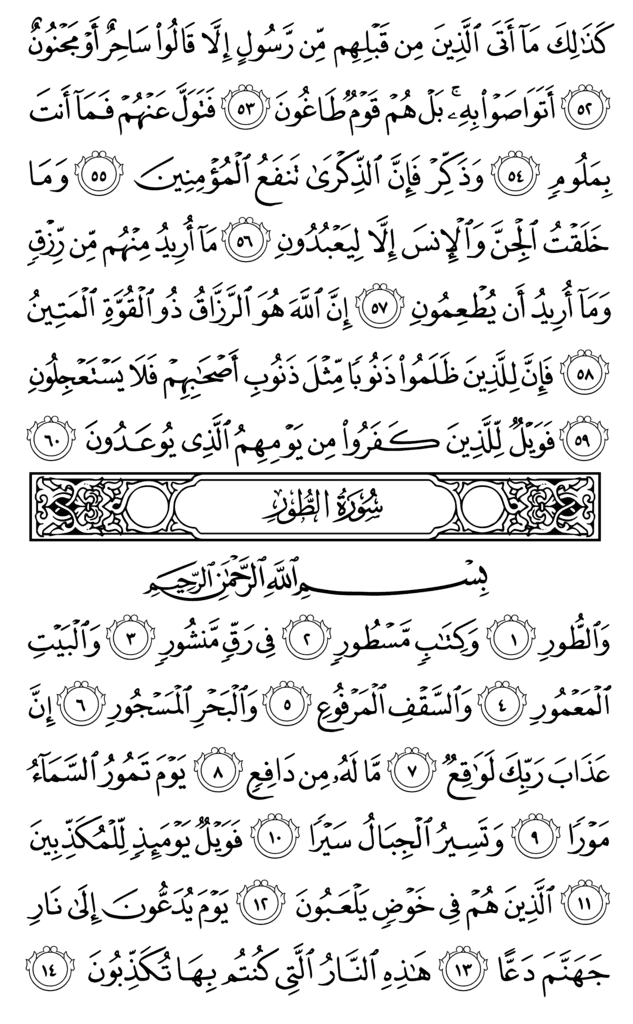 كَذَٰلِكَ مَآ أَتَى ٱلَّذِينَ مِن قَبْلِهِم مِّن رَّسُولٍ إِلَّا قَالُوا۟ سَاحِرٌ أَوْ مَجْنُونٌ
٥٢ أَتَوَاصَوْا۟ بِهِۦ ۚ بَلْ هُمْ قَوْمٌ طَاغُونَ ٥٣ فَتَوَلَّ عَنْهُمْ فَمَآ أَنتَ
بِمَلُومٍ ٥٤ وَذَكِّرْ فَإِنَّ ٱلذِّكْرَىٰ تَنفَعُ ٱلْمُؤْمِنِينَ ٥٥ وَمَا
خَلَقْتُ ٱلْجِنَّ وَٱلْإِنسَ إِلَّا لِيَعْبُدُونِ ٥٦ مَآ أُرِيدُ مِنْهُم مِّن رِّزْقٍ
وَمَآ أُرِيدُ أَن يُطْعِمُونِ ٥٧ إِنَّ ٱللَّهَ هُوَ ٱلرَّزَّاقُ ذُو ٱلْقُوَّةِ ٱلْمَتِينُ
٥٨ فَإِنَّ لِلَّذِينَ ظَلَمُوا۟ ذَنُوبًا مِّثْلَ ذَنُوبِ أَصْحَٰبِهِمْ فَلَا يَسْتَعْجِلُونِ
٥٩ فَوَيْلٌ لِّلَّذِينَ كَفَرُوا۟ مِن يَوْمِهِمُ ٱلَّذِى يُوعَدُونَ ٦٠
سُورَةُ الطُّورِ
بِسْمِ ٱللَّهِ ٱلرَّحْمَٰنِ ٱلرَّحِيمِ
وَٱلطُّورِ ١ وَكِتَٰبٍ مَّسْطُورٍ ٢ فِى رَقٍّ مَّنشُورٍ ٣ وَٱلْبَيْتِ
ٱلْمَعْمُورِ ٤ وَٱلسَّقْفِ ٱلْمَرْفُوعِ ٥ وَٱلْبَحْرِ ٱلْمَسْجُورِ ٦ إِنَّ
عَذَابَ رَبِّكَ لَوَٰقِعٌ ٧ مَّا لَهُۥ مِن دَافِعٍ ٨ يَوْمَ تَمُورُ ٱلسَّمَآءُ
مَوْرًا ٩ وَتَسِيرُ ٱلْجِبَالُ سَيْرًا ١٠ فَوَيْلٌ يَوْمَئِذٍ لِّلْمُكَذِّبِينَ
١١ ٱلَّذِينَ هُمْ فِى خَوْضٍ يَلْعَبُونَ ١٢ يَوْمَ يُدَعُّونَ إِلَىٰ نَارِ
جَهَنَّمَ دَعًّا ١٣ هَٰذِهِ ٱلنَّارُ ٱلَّتِى كُنتُم بِهَا تُكَذِّبُونَ ١٤